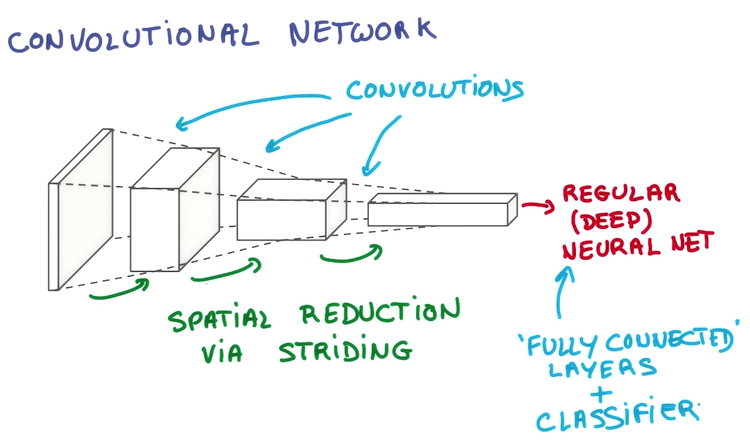 CONVOLUTIONAL NETWORK
CONVOLUTIONS
REGULAR
(DEEP)
NEURAL NET
SPATIAL REDUCTION
VIA STRIDING
'FULLY CONNECTED'
LAYERS
+
CLASSIFIER.